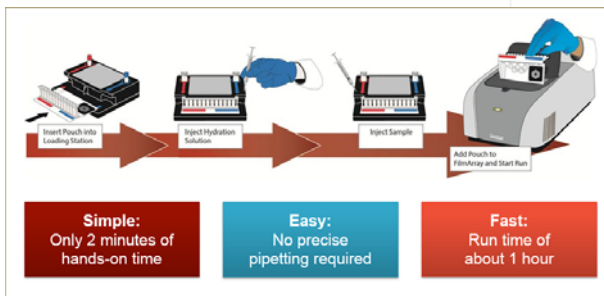 Insert Pouch into
Loading Station
Inject Hydration
Solution
Inject Sample
Add Pouch to
FilmArray and Start Run
Simple:
Only 2 minutes of
hands-on time
Easy:
No precise
pipetting required
Fast:
Run time of
about 1 hour